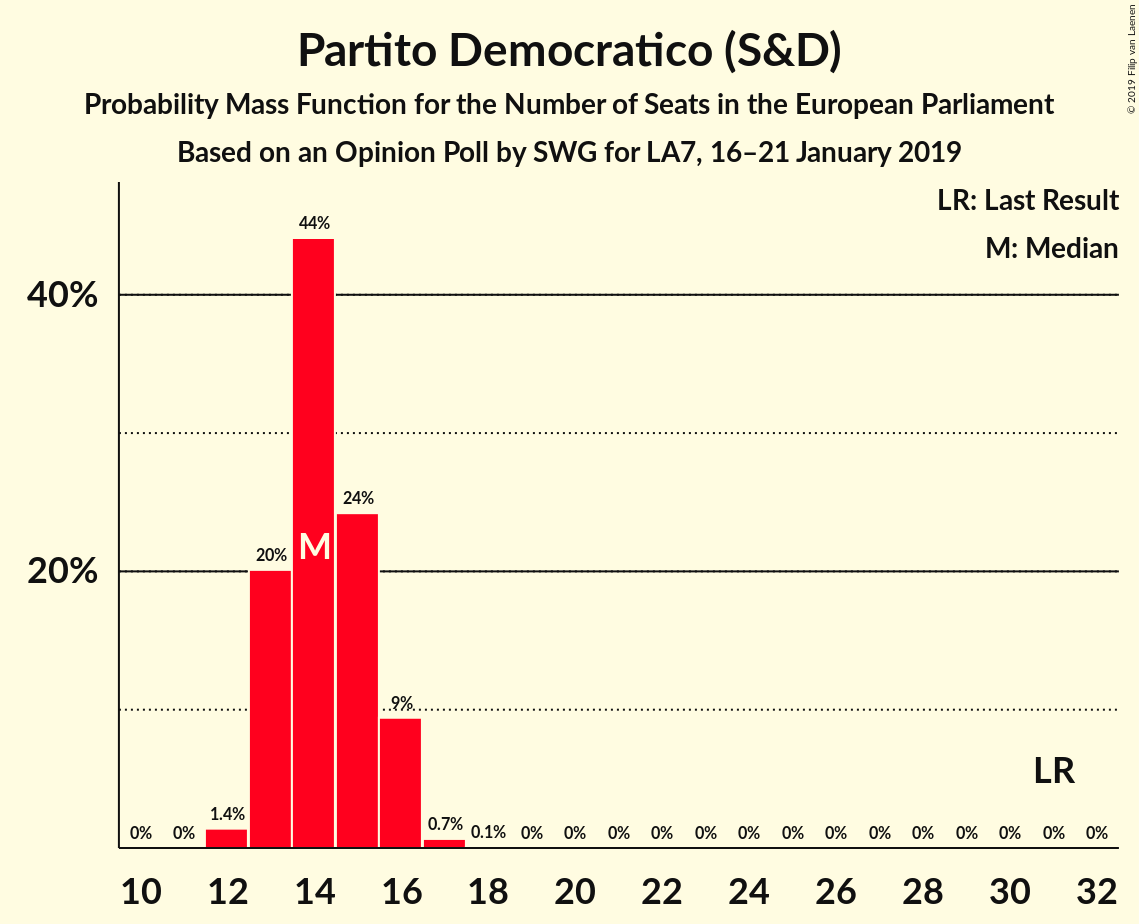 Partito Democratico (S&D)
Probability Mass Function for the Number of Seats in the European Parliament
Based on an Opinion Poll by SWG for LA7, 16–21 January 2019
© 2019 Filip van Laenen
LR: Last Result
M: Median
40%
20%
0% 0% 1.4% 20% 44% 24% 9% 0.7% 0.1% 0% 0% 0% 0% 0% 0% 0% 0% 0% 0% 0% 0% 0% 0%
M
LR
10 12 14 16 18 20 22 24 26 28 30 32